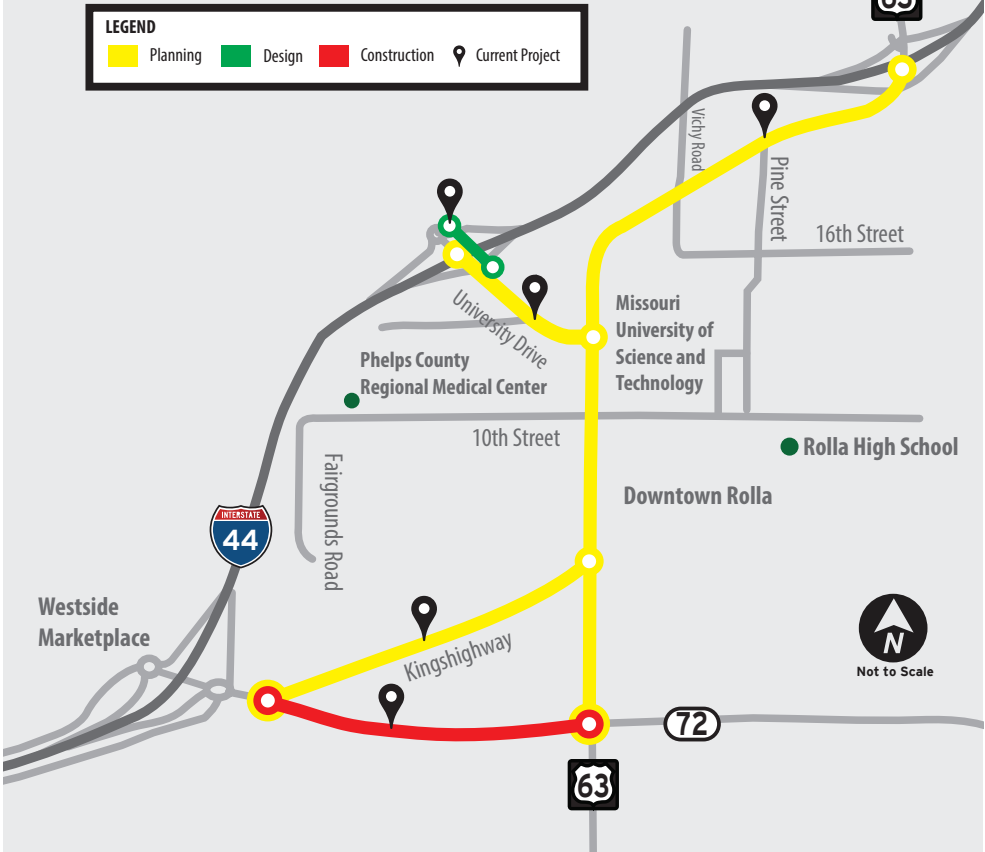 63
LEGEND
Planning
Design
Construction
Current Project
Vichy Road
Pine Street
16th Street
University Drive
Missouri
University of
Science and
Technology
Phelps County
Regional Medical Center
10th Street
Rolla High School
Fairgrounds Road
Downtown Rolla
INTERSTATE
44
Westside
Marketplace
Kingshighway
N
Not to Scale
72
63